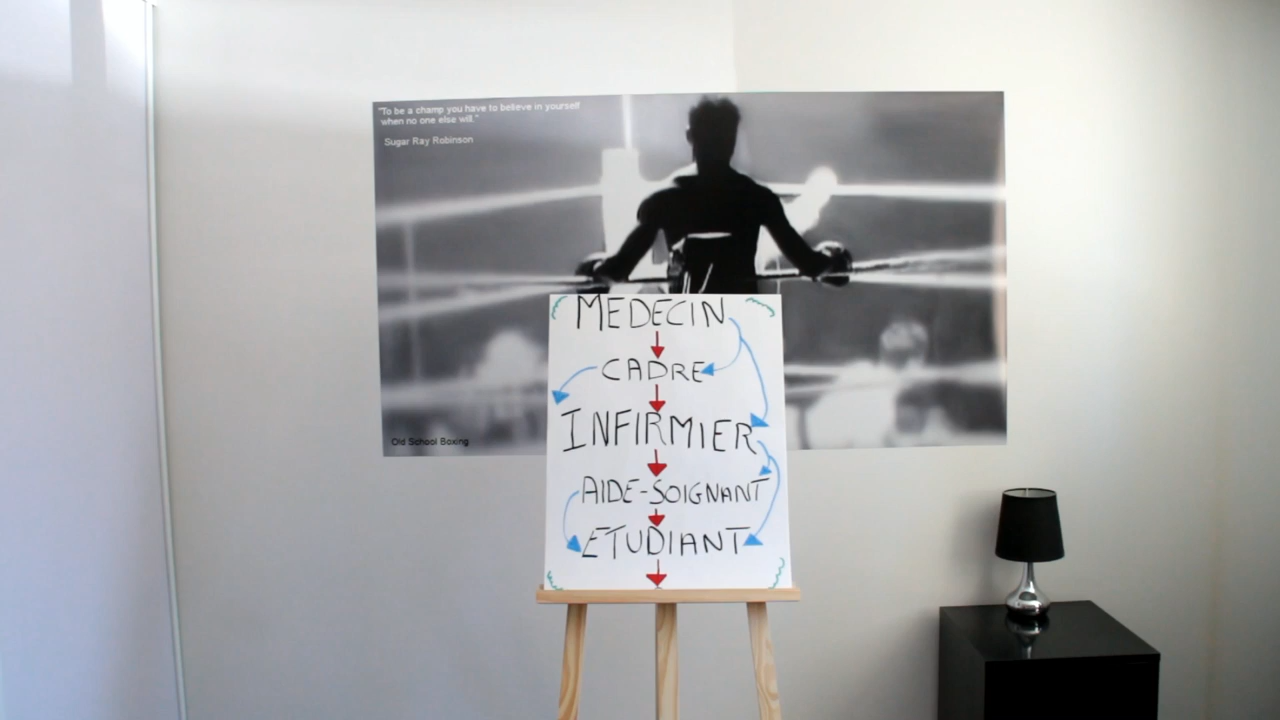 "To be a champ you have to believe in yourself
when no one else will."
Sugar Ray Robinson
MEDECIN
CADRE
INFIRMIER
Old School Boxing
AIDE-SOIGNANT
ETUDIANT